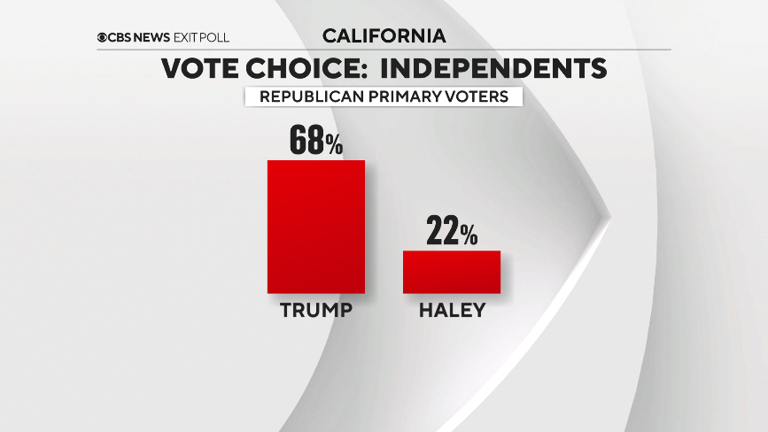 CBS NEWS EXIT POLL
CALIFORNIA
VOTE CHOICE: INDEPENDENTS
REPUBLICAN PRIMARY VOTERS
68%
22%
TRUMP
HALEY